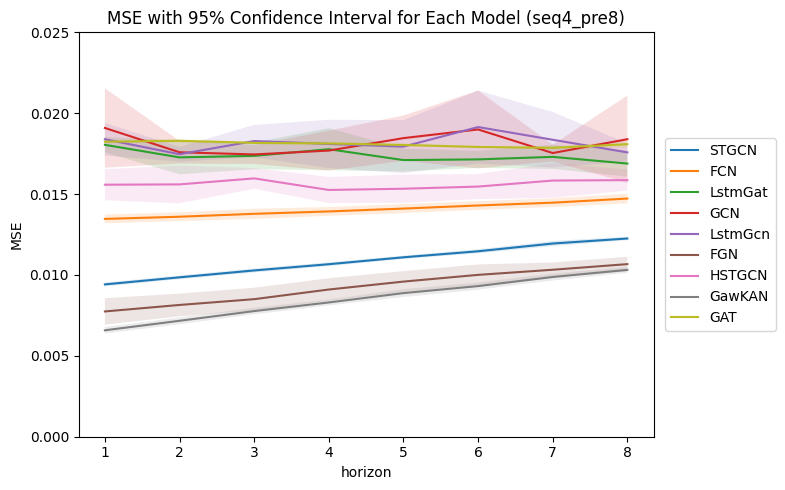 MSE with 95% Confidence Interval for Each Model (seq4_pre8)
0.025
0.020
0.015
0.010
0.005
0.000
MSE
1 2 3 4 5 6 7 8
horizon
STGCN
FCN
LstmGat
GCN
LstmGcn
FGN
HSTGCN
GawKAN
GAT